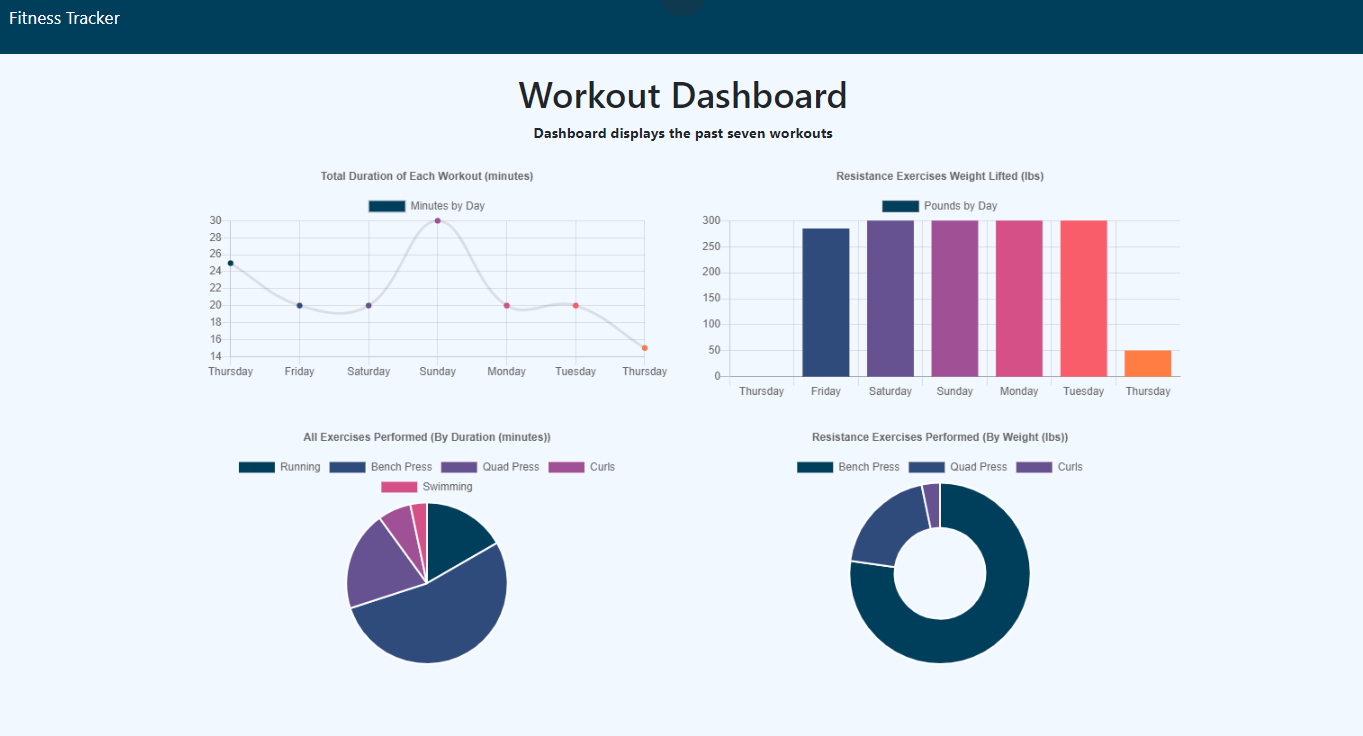 Fitness Tracker
Workout Dashboard
Dashboard displays the past seven workouts
Total Duration of Each Workout (minutes)
Minutes by Day
30
28
26
24
22
20
18
16
14
Thursday Friday Saturday Sunday Monday Tuesday Thursday
Resistance Exercises Weight Lifted (lbs)
Pounds by Day
300
250
200
150
100
50
0
Thursday Friday Saturday Sunday Monday Tuesday Thursday
All Exercises Performed (By Duration (minutes))
Running Bench Press Quad Press Curls
Swimming
Resistance Exercises Performed (By Weight (lbs))
Bench Press Quad Press Curls